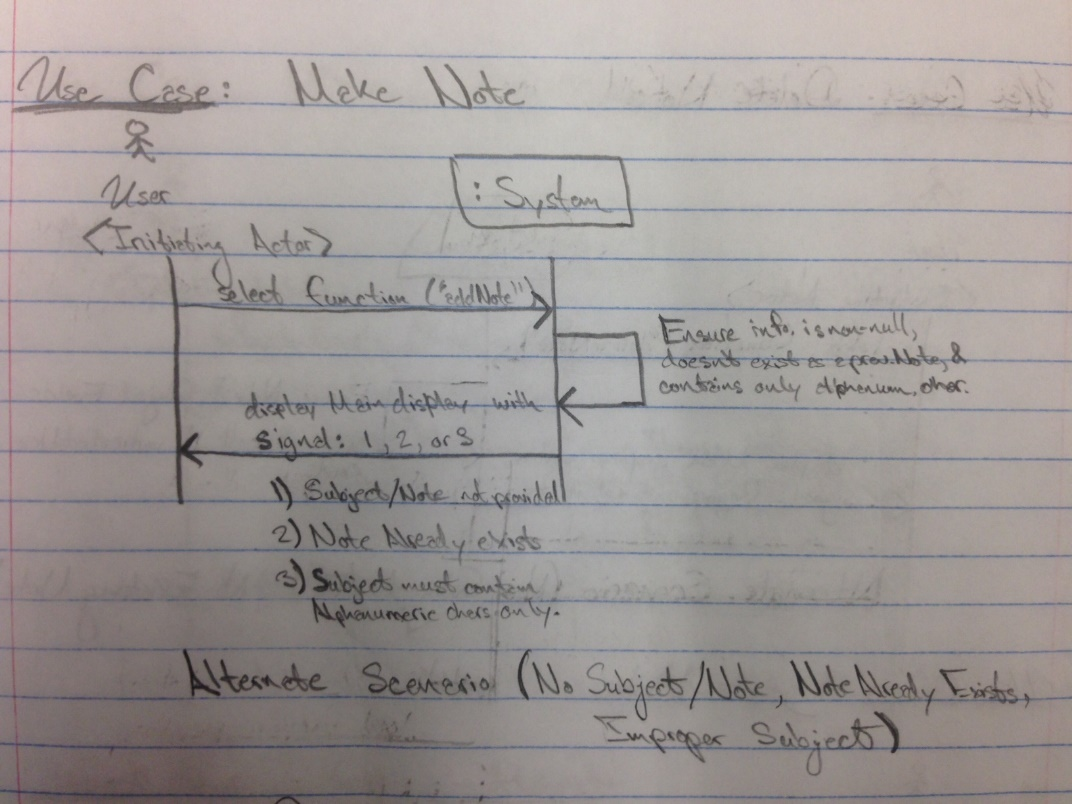 Use Case: Make Note
User
: System
<Initiating Actor>
select function ("addNote")
Ensure info. is non-null,
doesn't exist as a prev. Note, &
contains only alphanum. char.
display Main display with
signal: 1, 2, or 3
1) Subject/Note not provided
2) Note Already exists
3) Subject must contain
Alphanumeric chars only.
Alternate Scenario (No Subject/Note, Note Already Exists,
Improper Subject)